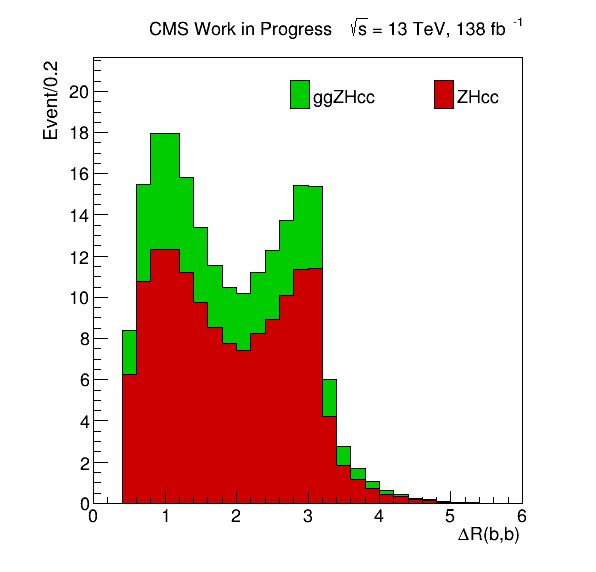 CMS Work in Progress √s = 13 TeV, 138 fb⁻¹
Event/0.2
ggZHcc ZHcc
20
18
16
14
12
10
8
6
4
2
0
0 1 2 3 4 5 6
ΔR(b,b)